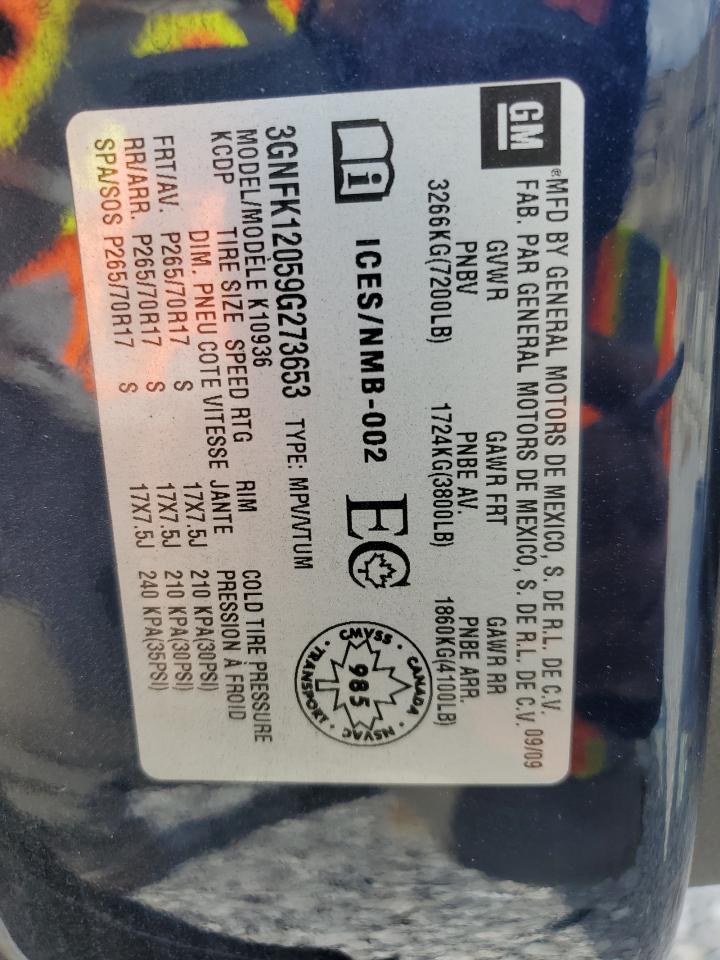 GM
®MFD BY GENERAL MOTORS DE MEXICO, S. DE R.L. DE C.V.
FAB. PAR GENERAL MOTORS DE MEXICO, S. DE R.L. DE C.V. 09/09
GVWR GAWR FRT GAWR RR
PNBV PNBE AV. PNBE ARR.
3266KG(7200LB) 1724KG(3800LB) 1860KG(4100LB)
i ICES/NMB-002 EC
CMVSS · CANADA · NSVAC · TRANSPORT ·
985
3GNFK12059G273653 TYPE: MPV/VTUM
MODEL/MODELE K10936
KCDP TIRE SIZE SPEED RTG RIM COLD TIRE PRESSURE
DIM. PNEU COTE VITESSE JANTE PRESSION À FROID
FRT/AV. P265/70R17 S 17X7.5J 210 KPA(30PSI)
RR/ARR. P265/70R17 S 17X7.5J 210 KPA(30PSI)
SPA/SOS P265/70R17 S 17X7.5J 240 KPA(35PSI)